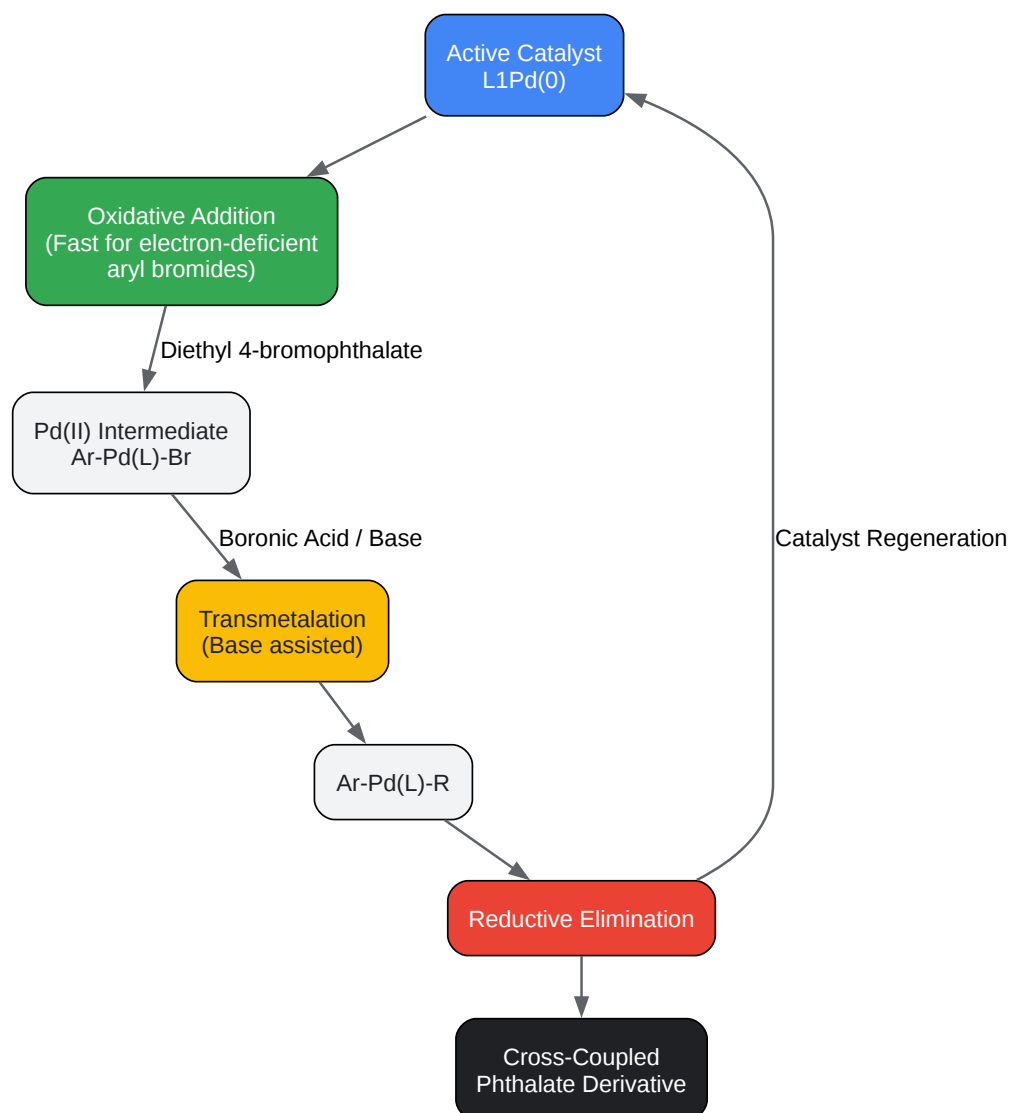 Active Catalyst
L1Pd(0)
Oxidative Addition
(Fast for electron-deficient
aryl bromides)
Diethyl 4-bromophthalate
Pd(II) Intermediate
Ar-Pd(L)-Br
Boronic Acid / Base
Catalyst Regeneration
Transmetalation
(Base assisted)
Ar-Pd(L)-R
Reductive Elimination
Cross-Coupled
Phthalate Derivative